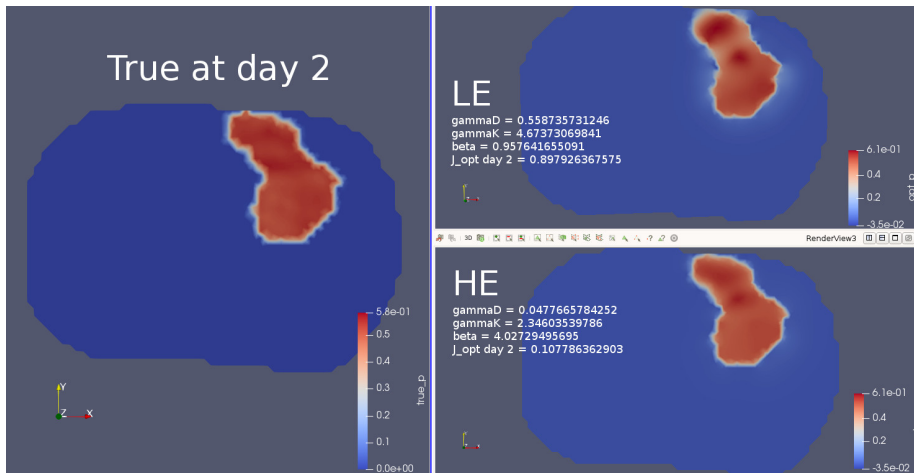 True at day 2
5.8e-01
0.5
0.4
0.3
0.2
0.1
0.0e+00
true_p
Y
Z
X
LE
gammaD = 0.558735731246
gammaK = 4.67373069841
beta = 0.957641655091
J_opt day 2 = 0.897926367575
6.1e-01
0.4
0.2
-3.5e-02
3D
RenderView3
HE
gammaD = 0.0477665784252
gammaK = 2.34603539786
beta = 4.02729495695
J_opt day 2 = 0.107786362903
6.1e-01
0.4
0.2
-3.5e-02